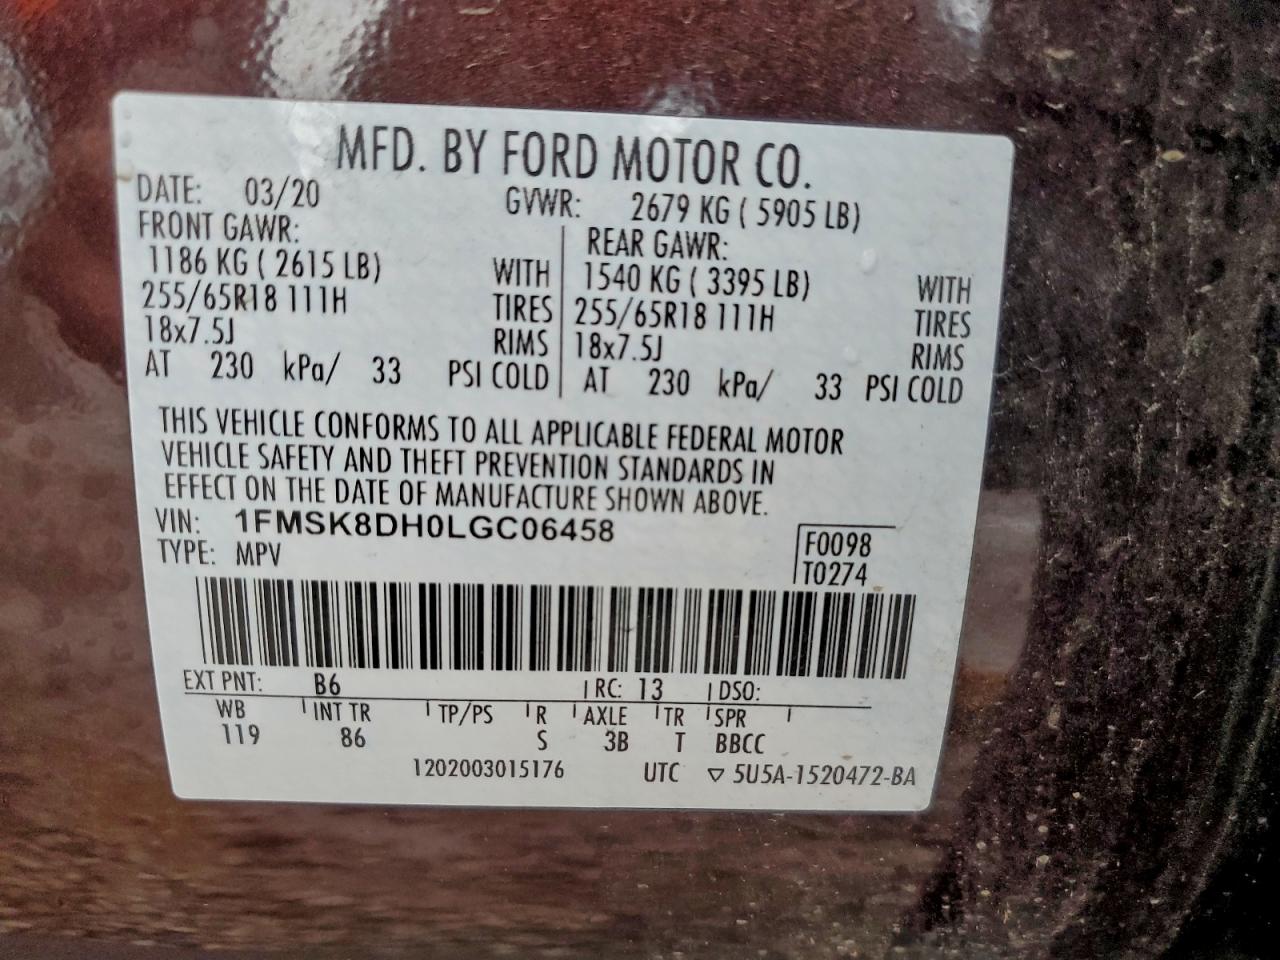 MFD. BY FORD MOTOR CO.
DATE: 03/20 GVWR: 2679 KG ( 5905 LB)
FRONT GAWR: REAR GAWR:
1186 KG ( 2615 LB) WITH 1540 KG ( 3395 LB) WITH
255/65R18 111H TIRES 255/65R18 111H TIRES
18x7.5J RIMS 18x7.5J RIMS
AT 230 kPa/ 33 PSI COLD AT 230 kPa/ 33 PSI COLD
THIS VEHICLE CONFORMS TO ALL APPLICABLE FEDERAL MOTOR
VEHICLE SAFETY AND THEFT PREVENTION STANDARDS IN
EFFECT ON THE DATE OF MANUFACTURE SHOWN ABOVE.
VIN: 1FMSK8DH0LGC06458 F0098
TYPE: MPV T0274
EXT PNT: B6 RC: 13 DSO:
WB INT TR TP/PS R AXLE TR SPR
119 86 S 3B T BBCC
1202003015176 UTC ▽ 5U5A-1520472-BA